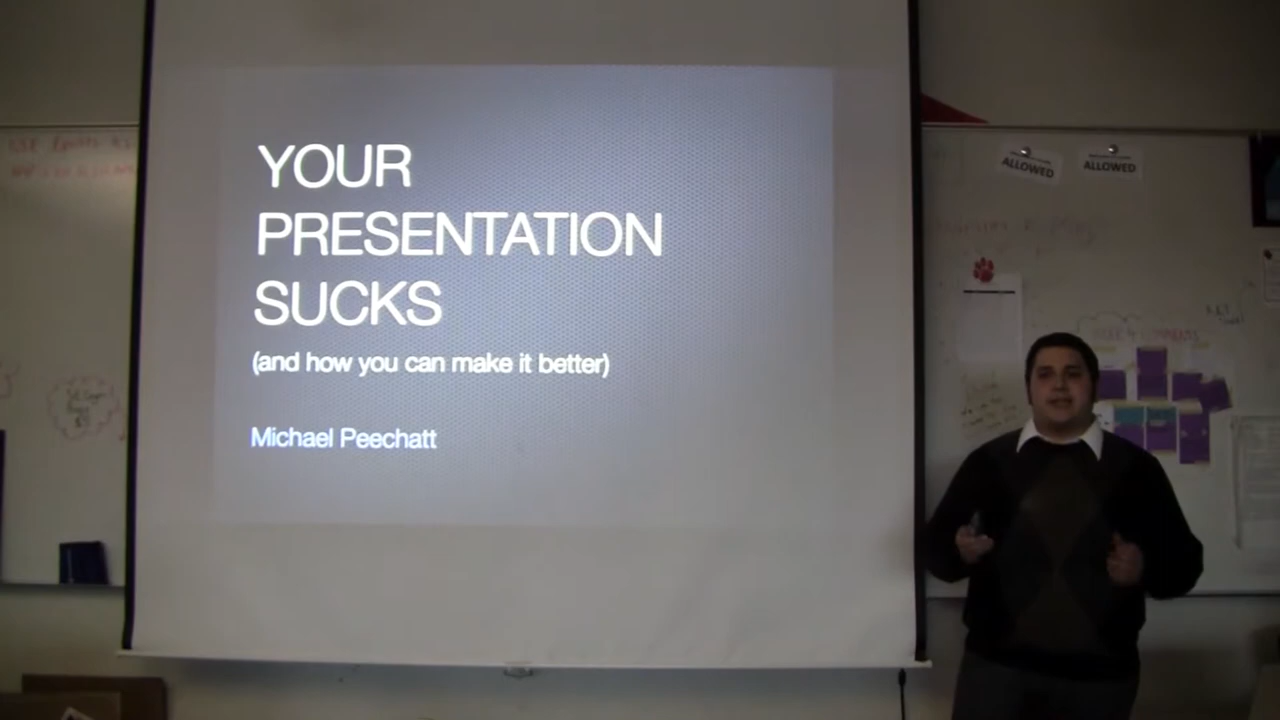 YOUR
PRESENTATION
SUCKS
(and how you can make it better)
Michael Peechatt
ALLOWED
ALLOWED